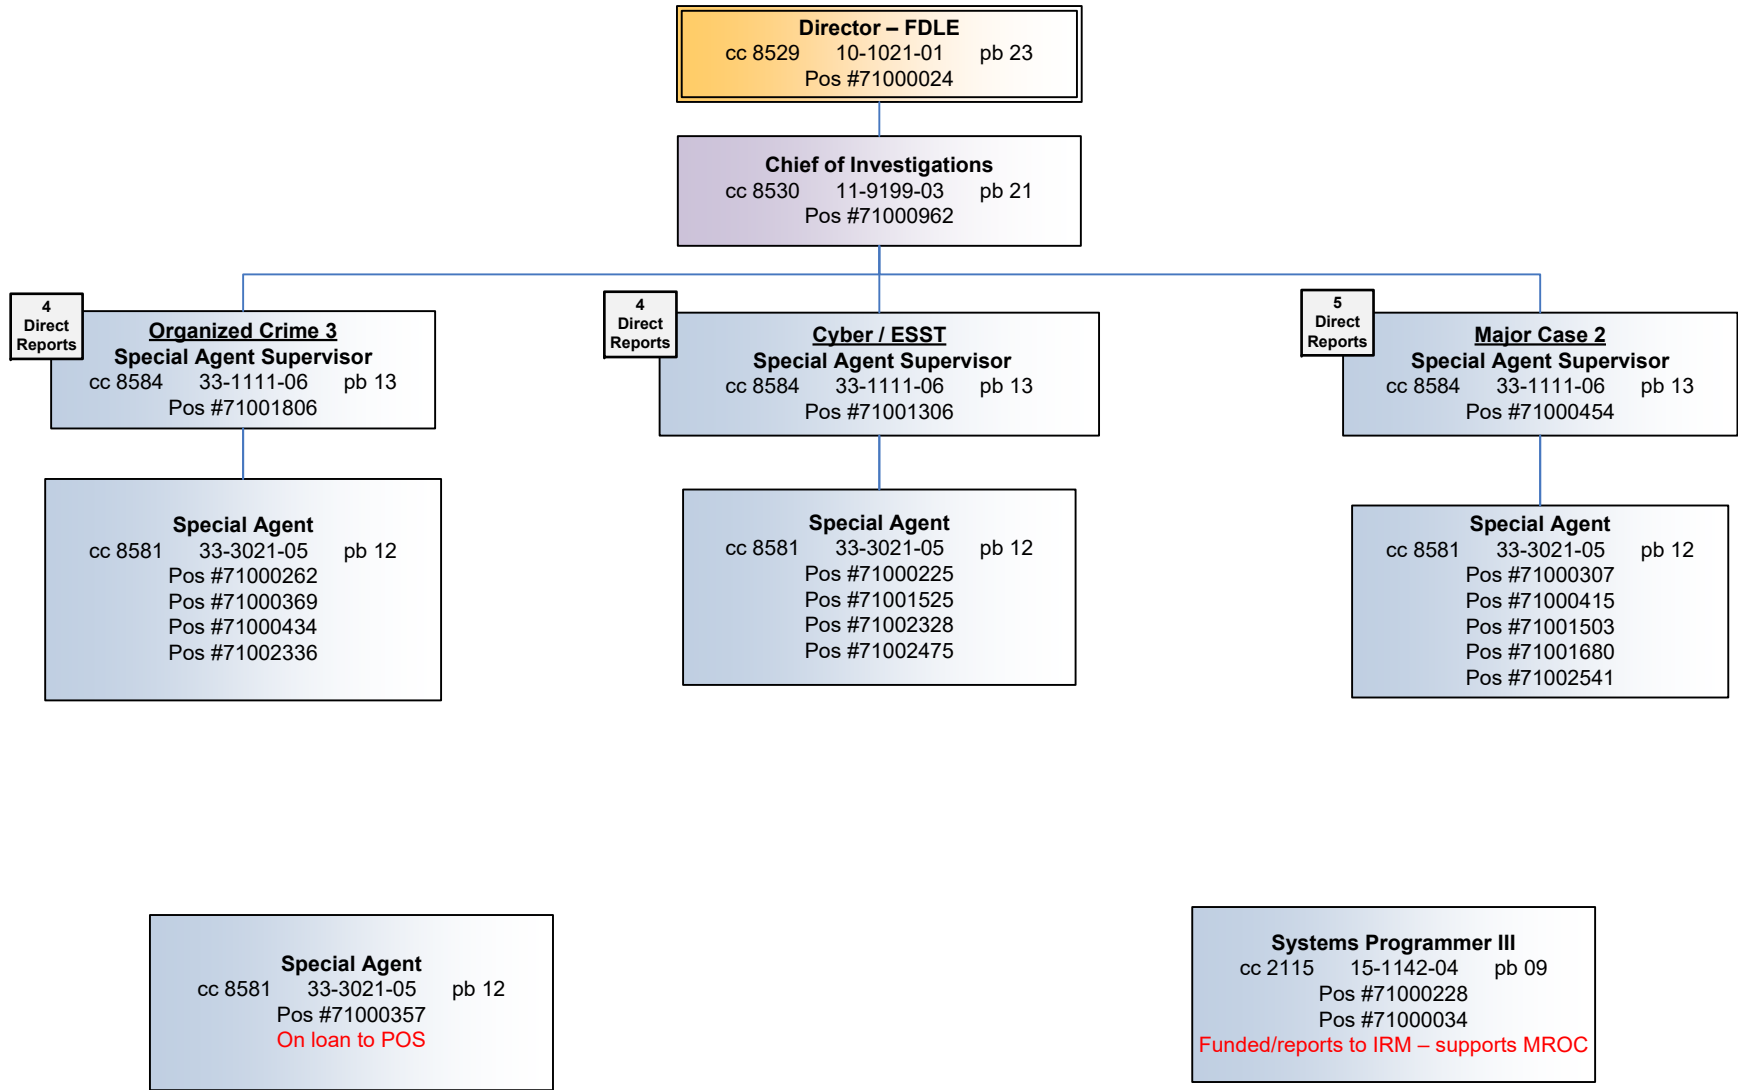 Director – FDLE
cc 8529 10-1021-01 pb 23
Pos #71000024
Chief of Investigations
cc 8530 11-9199-03 pb 21
Pos #71000962
4
Direct
Reports
Organized Crime 3
Special Agent Supervisor
cc 8584 33-1111-06 pb 13
Pos #71001806
4
Direct
Reports
Cyber / ESST
Special Agent Supervisor
cc 8584 33-1111-06 pb 13
Pos #71001306
5
Direct
Reports
Major Case 2
Special Agent Supervisor
cc 8584 33-1111-06 pb 13
Pos #71000454
Special Agent
cc 8581 33-3021-05 pb 12
Pos #71000262
Pos #71000369
Pos #71000434
Pos #71002336
Special Agent
cc 8581 33-3021-05 pb 12
Pos #71000225
Pos #71001525
Pos #71002328
Pos #71002475
Special Agent
cc 8581 33-3021-05 pb 12
Pos #71000307
Pos #71000415
Pos #71001503
Pos #71001680
Pos #71002541
Special Agent
cc 8581 33-3021-05 pb 12
Pos #71000357
On loan to POS
Systems Programmer III
cc 2115 15-1142-04 pb 09
Pos #71000228
Pos #71000034
Funded/reports to IRM – supports MROC